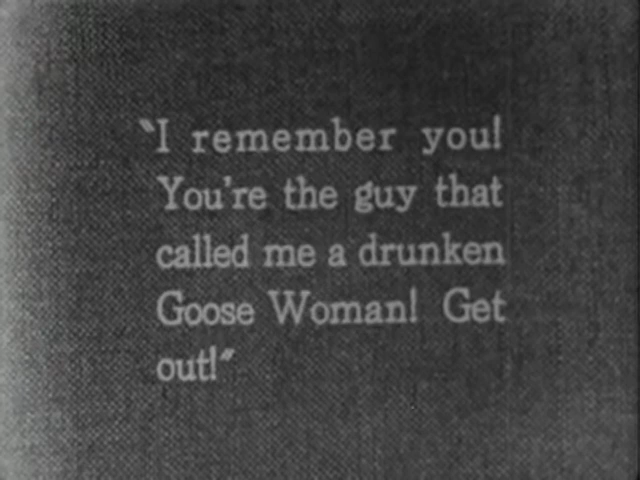 "I remember you!
You're the guy that
called me a drunken
Goose Woman! Get
out!"